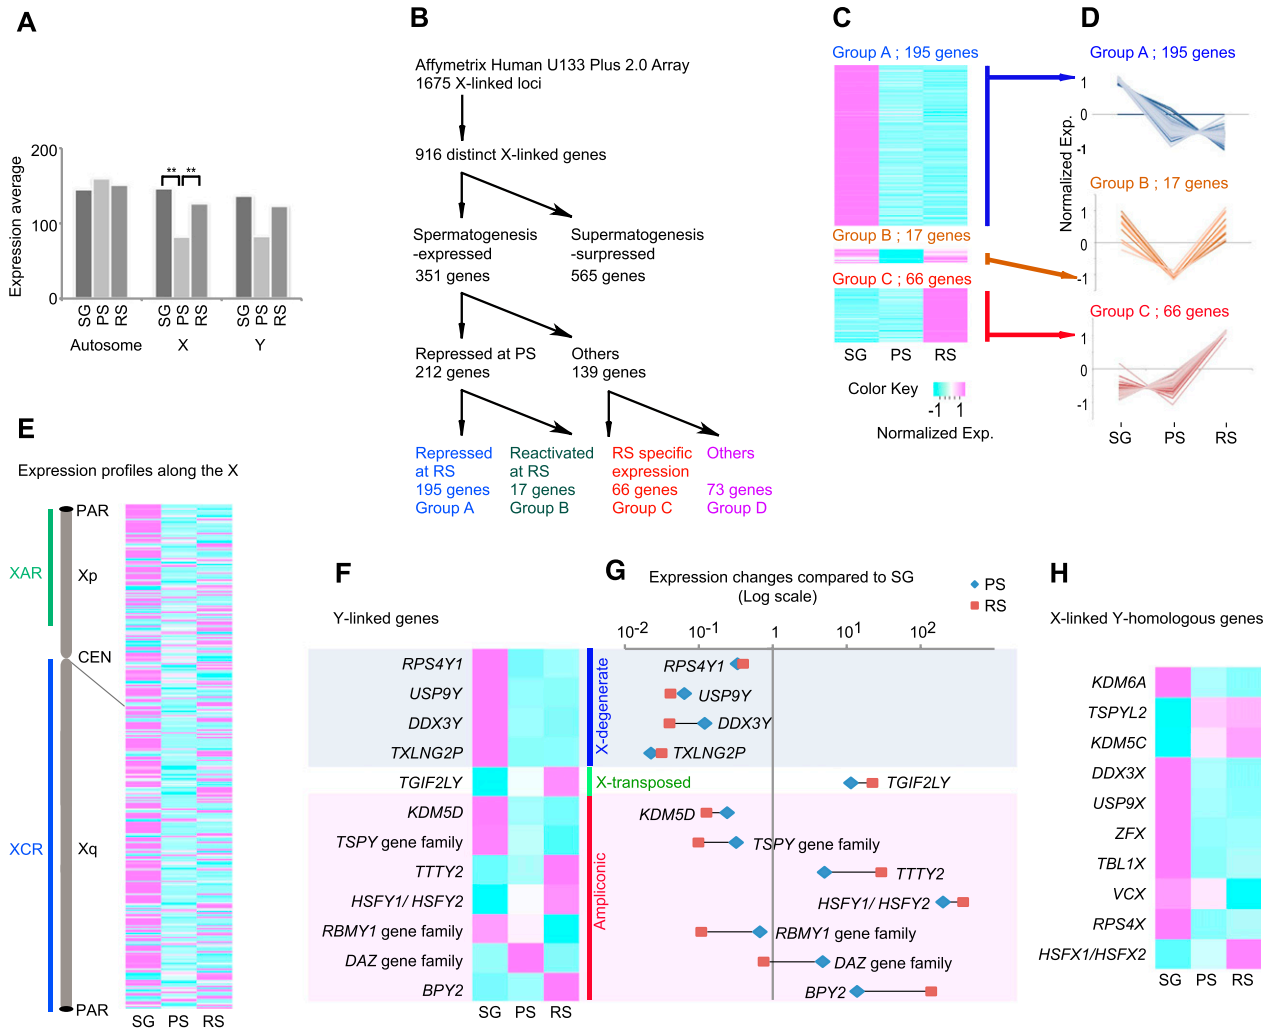 A
Expression average
200
100
0
**
**
SG
PS
RS
SG
PS
RS
SG
PS
RS
Autosome
X
Y
B
Affymetrix Human U133 Plus 2.0 Array
1675 X-linked loci
916 distinct X-linked genes
Spermatogenesis
-expressed
351 genes
Supermatogenesis
-surpressed
565 genes
Repressed at PS
212 genes
Others
139 genes
Repressed
at RS
195 genes
Group A
Reactivated
at RS
17 genes
Group B
RS specific
expression
66 genes
Group C
Others
73 genes
Group D
C
Group A ; 195 genes
Group B ; 17 genes
Group C ; 66 genes
SG
PS
RS
Color Key
-1
1
Normalized Exp.
D
Group A ; 195 genes
Normalized Exp.
1
0
-1
Group B ; 17 genes
1
0
-1
Group C ; 66 genes
1
0
-1
SG
PS
RS
E
Expression profiles along the X
PAR
XAR
Xp
CEN
XCR
Xq
PAR
SG
PS
RS
F
Y-linked genes
RPS4Y1
USP9Y
DDX3Y
TXLNG2P
TGIF2LY
KDM5D
TSPY gene family
TTTY2
HSFY1/ HSFY2
RBMY1 gene family
DAZ gene family
BPY2
SG
PS
RS
G
Expression changes compared to SG
(Log scale)
PS
RS
10-2
10-1
1
101
102
X-degenerate
X-transposed
Ampliconic
RPS4Y1
USP9Y
DDX3Y
TXLNG2P
TGIF2LY
KDM5D
TSPY gene family
TTTY2
HSFY1/ HSFY2
RBMY1 gene family
DAZ gene family
BPY2
H
X-linked Y-homologous genes
KDM6A
TSPYL2
KDM5C
DDX3X
USP9X
ZFX
TBL1X
VCX
RPS4X
HSFX1/HSFX2
SG
PS
RS